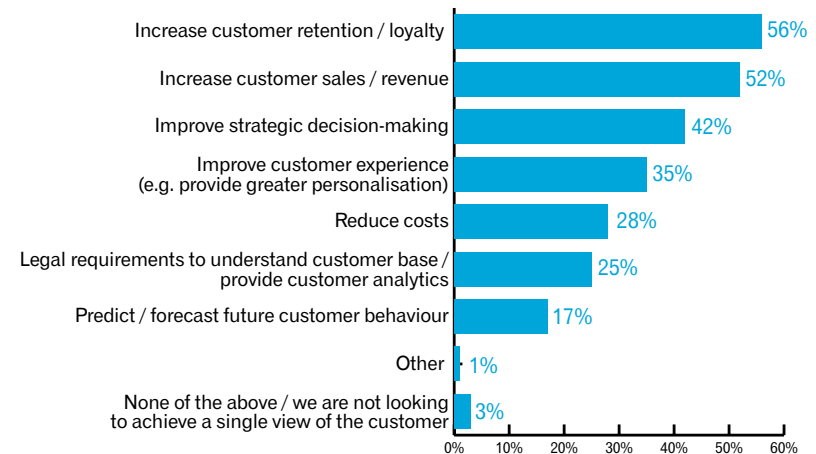 Increase customer retention / loyalty 56%
Increase customer sales / revenue 52%
Improve strategic decision-making 42%
Improve customer experience
(e.g. provide greater personalisation) 35%
Reduce costs 28%
Legal requirements to understand customer base /
provide customer analytics 25%
Predict / forecast future customer behaviour 17%
Other 1%
None of the above / we are not looking
to achieve a single view of the customer 3%
0% 10% 20% 30% 40% 50% 60%